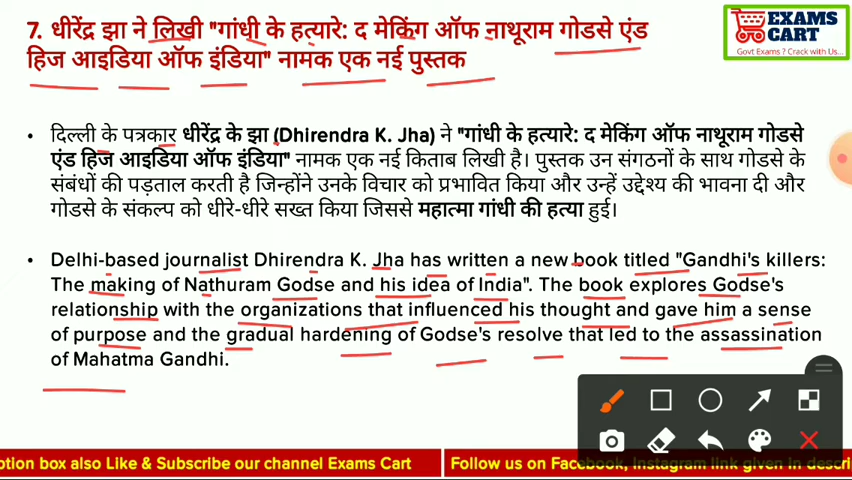 7. धीरेंद्र झा ने लिखी "गांधी के हत्यारे: द मेकिंग ऑफ नाथूराम गोडसे एंड
हिज आइडिया ऑफ इंडिया" नामक एक नई पुस्तक
EXAMS
CART
Govt Exams ? Crack with Us...
• दिल्ली के पत्रकार धीरेंद्र के झा (Dhirendra K. Jha) ने "गांधी के हत्यारे: द मेकिंग ऑफ नाथूराम गोडसे
एंड हिज आइडिया ऑफ इंडिया" नामक एक नई किताब लिखी है। पुस्तक उन संगठनों के साथ गोडसे के
संबंधों की पड़ताल करती है जिन्होंने उनके विचार को प्रभावित किया और उन्हें उद्देश्य की भावना दी और
गोडसे के संकल्प को धीरे-धीरे सख्त किया जिससे महात्मा गांधी की हत्या हुई।
• Delhi-based journalist Dhirendra K. Jha has written a new book titled "Gandhi's killers:
The making of Nathuram Godse and his idea of India". The book explores Godse's
relationship with the organizations that influenced his thought and gave him a sense
of purpose and the gradual hardening of Godse's resolve that led to the assassination
of Mahatma Gandhi.
ption box also Like & Subscribe our channel Exams Cart
Follow us on Facebook, Instagram link given in descri